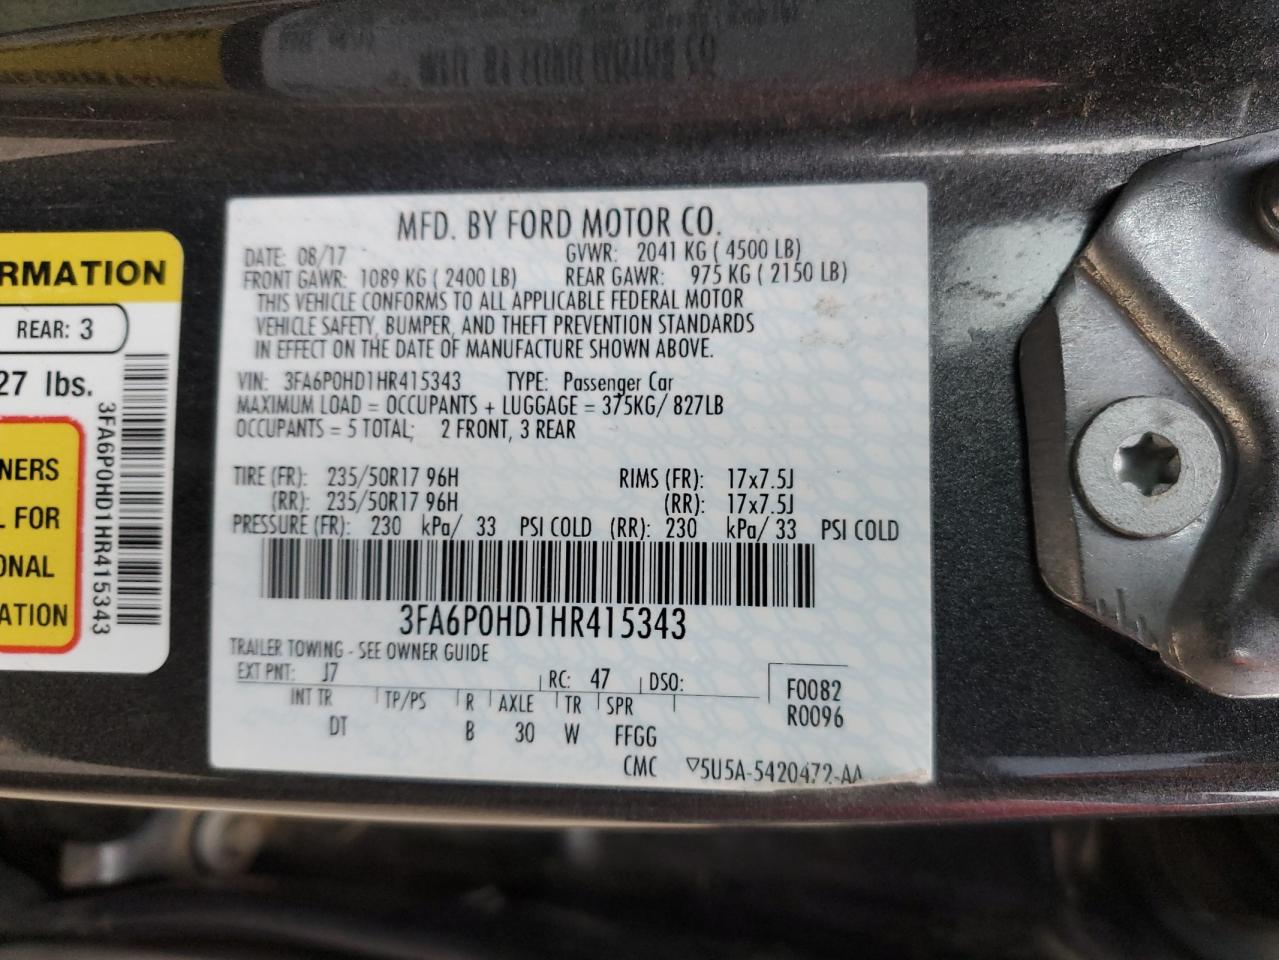 MFD. BY FORD MOTOR CO.
DATE: 08/17 GVWR: 2041 KG ( 4500 LB)
FRONT GAWR: 1089 KG ( 2400 LB) REAR GAWR: 975 KG ( 2150 LB)
THIS VEHICLE CONFORMS TO ALL APPLICABLE FEDERAL MOTOR
VEHICLE SAFETY, BUMPER, AND THEFT PREVENTION STANDARDS
IN EFFECT ON THE DATE OF MANUFACTURE SHOWN ABOVE.
VIN: 3FA6P0HD1HR415343 TYPE: Passenger Car
MAXIMUM LOAD = OCCUPANTS + LUGGAGE = 375KG/ 827LB
OCCUPANTS = 5 TOTAL; 2 FRONT, 3 REAR
TIRE (FR): 235/50R17 96H RIMS (FR): 17x7.5J
(RR): 235/50R17 96H (RR): 17x7.5J
PRESSURE (FR): 230 kPa/ 33 PSI COLD (RR): 230 kPa/ 33 PSI COLD
3FA6P0HD1HR415343
TRAILER TOWING - SEE OWNER GUIDE
EXT PNT: J7 RC: 47 DSO:
INT TR TP/PS R AXLE TR SPR
DT B 30 W FFGG
F0082
R0096
CMC ▽5U5A-5420472-AA
RMATION
REAR: 3
27 lbs.
NERS
L FOR
ONAL
ATION
3FA6P0HD1HR415343